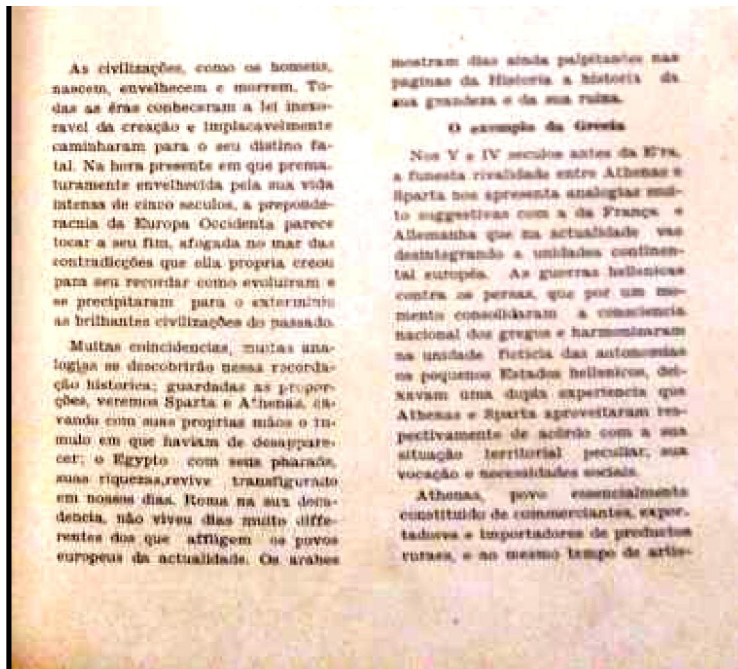 As civilizações, como os homens,
nascem, envelhecem e morrem. To-
das as éras conheceram a lei inexo-
ravel da creação e implacavelmente
caminharam para o seu distino fa-
tal. Na hora presente em que prema-
turamente envelhecida pela sua vida
intensa de cinco seculos, a preponde-
racnia da Europa Occidenta parece
tocar a seu fim, afogada no mar das
contradicções que ella propria creou
para seu recordar como evoluiram e
se precipitaram para o exterminio
as brilhantes civilizações do passado.
Muitas coincidencias, muitas ana-
logias se descobrirão nessa recorda-
ção historica; guardadas as propor-
ções, veremos Sparta e Athenas, ca-
vando com suas proprias mãos o tu-
mulo em que haviam de desappare-
cer; o Egypto com seus pharaós,
suas riquezas,revive transfigurado
em nossos dias. Roma na sua deca-
dencia, não viveu dias muito diffe-
rentes dos que affligem os povos
europeus da actualidade. Os arabes
mostram dias ainda palpitantes nas
paginas da Historia a historia da
sua grandeza e da sua ruina.
O exemplo da Grecia
Nos V e IV seculos antes da E'ra,
a funesta rivalidade entre Athenas e
Sparta nos apresenta analogias mui-
to suggestivas com a da França e
Allemanha que na actualidade vae
desintegrando a unidades continen-
tal européa. As guerras hellenicas
contra os persas, que por um mo-
mento consolidaram a consciencia
nacional dos gregos e harmonizaram
na unidade ficticia das autonomias
os pequenos Estados hellenicos, dei-
xavam uma dupla experiencia que
Athenas e Sparta aproveitaram res-
pectivamente de acôrdo com a sua
situação territorial peculiar, sua
vocação e necessidades sociais.
Athenas, povo essencialmente
constituido de commerciantes, expor-
tadores e importadores de productos
ruraes, e ao mesmo tempo de artis-